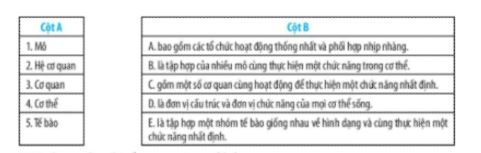 Cột A
Cột B
1. Mô
A. bao gồm các tổ chức hoạt động thống nhất và phối hợp nhịp nhàng.
2. Hệ cơ quan
B. là tập hợp của nhiều mô cùng thực hiện một chức năng trong cơ thể.
3. Cơ quan
C. gồm một số cơ quan cùng hoạt động để thực hiện một chức năng nhất định.
4. Cơ thể
D. là đơn vị cấu trúc và đơn vị chức năng của mọi cơ thể sống.
5. Tế bào
E. là tập hợp một nhóm tế bào giống nhau về hình dạng và cùng thực hiện một
chức năng nhất định.